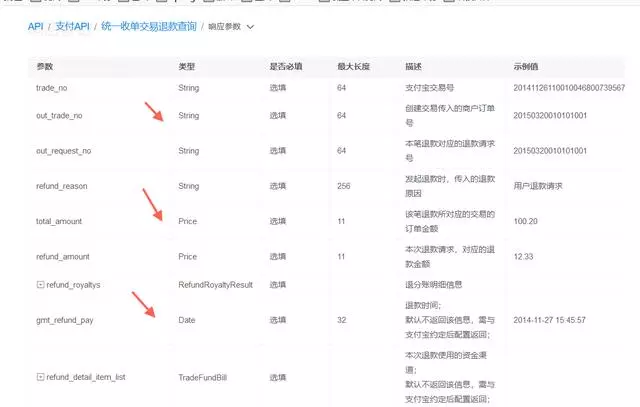 API / 支付API / 统一收单交易退款查询 / 响应参数
参数 类型 是否必填 最大长度 描述 示例值
trade_no String 选填 64 支付宝交易号 2014112611001004680073956707
out_trade_no String 选填 64 创建交易传入的商户订单号 20150320010101001
out_request_no String 选填 64 本笔退款对应的退款请求号 20150320010101001
refund_reason String 选填 256 发起退款时，传入的退款原因 用户退款请求
total_amount Price 选填 11 该笔退款所对应的交易的订单金额 100.20
refund_amount Price 选填 11 本次退款请求，对应的退款金额 12.33
refund_royaltys RefundRoyaltyResult 选填 退分账明细信息
gmt_refund_pay Date 选填 32 退款时间；
默认不返回该信息，需与支付宝约定后配置返回； 2014-11-27 15:45:57
refund_detail_item_list TradeFundBill 选填 本次退款使用的资金渠道；
默认不返回该信息，需与支付宝约定后配置返回；